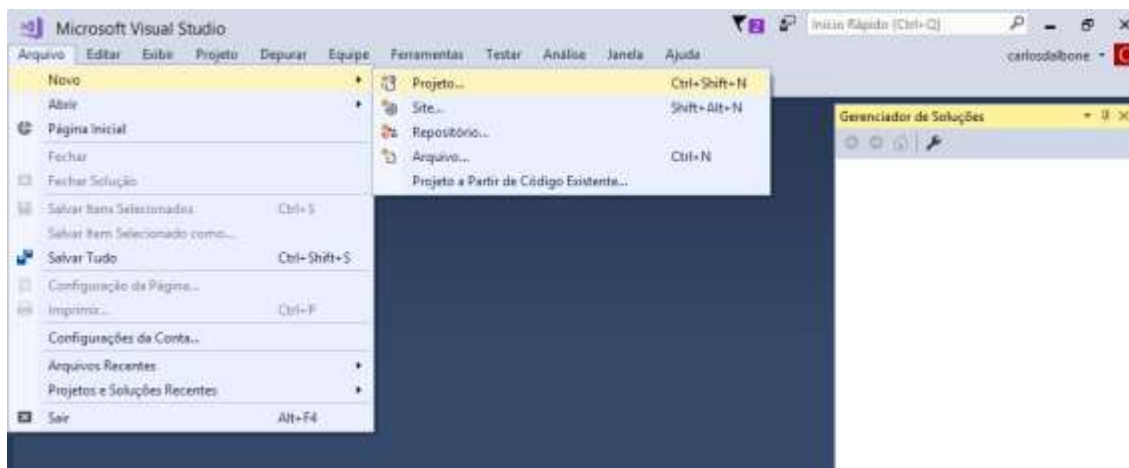 Microsoft Visual Studio
2
Início Rápido (Ctrl+Q)
Arquivo Editar Exibir Projeto Depurar Equipe Ferramentas Testar Análise Janela Ajuda
carlosdalbone
C
Novo
Abrir
Página Inicial
Fechar
Fechar Solução
Salvar Itens Selecionados Ctrl+S
Salvar Item Selecionado como...
Salvar Tudo Ctrl+Shift+S
Configuração da Página...
Imprimir... Ctrl+P
Configurações da Conta...
Arquivos Recentes
Projetos e Soluções Recentes
Sair Alt+F4
Projeto... Ctrl+Shift+N
Site... Shift+Alt+N
Repositório...
Arquivo... Ctrl+N
Projeto a Partir de Código Existente...
Gerenciador de Soluções